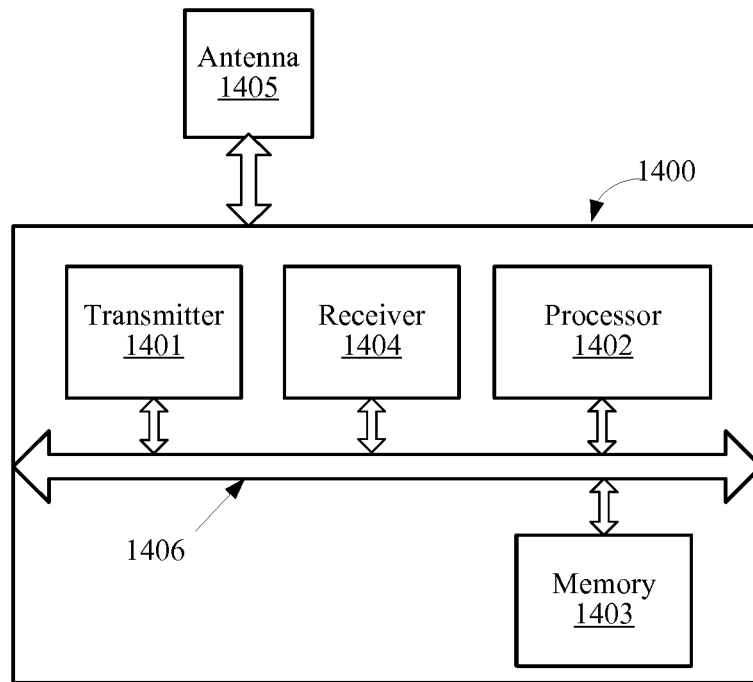 Antenna
1405
1400
Transmitter
1401
Receiver
1404
Processor
1402
1406
Memory
1403